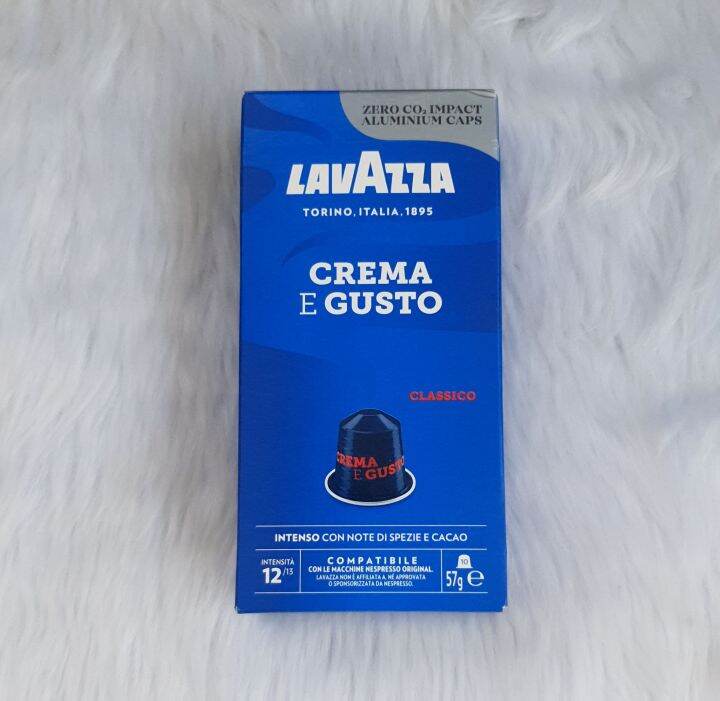 ZERO CO₂ IMPACT
ALUMINIUM CAPS
LAVAZZA
TORINO, ITALIA, 1895
CREMA
E GUSTO
CLASSICO
CREMA
E GUSTO
INTENSO CON NOTE DI SPEZIE E CACAO
INTENSITÀ
12/13
COMPATIBILE
CON LE MACCHINE NESPRESSO ORIGINAL.
LAVAZZA NON È AFFILIATA A, NÉ APPROVATA
O SPONSORIZZATA DA NESPRESSO.
10
57g ℮